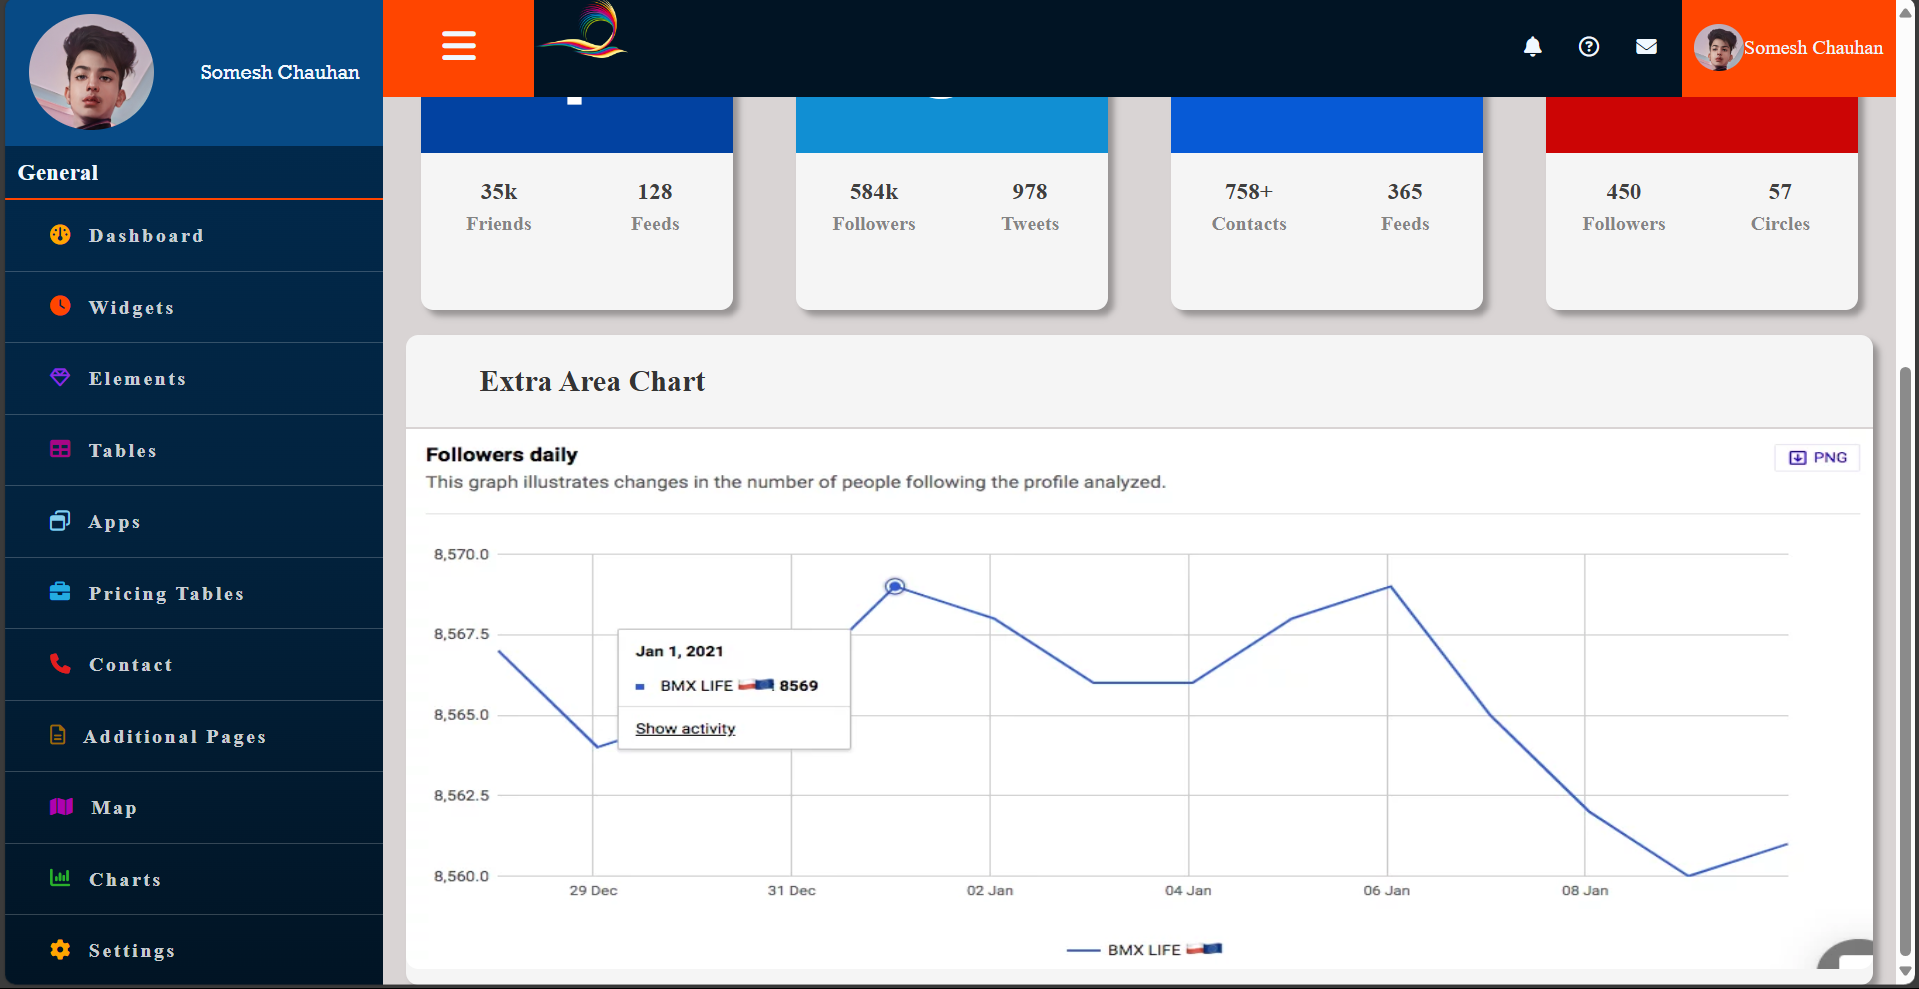 Somesh Chauhan
Somesh Chauhan
General
Dashboard
Widgets
Elements
Tables
Apps
Pricing Tables
Contact
Additional Pages
Map
Charts
Settings
35k 128
Friends Feeds
584k 978
Followers Tweets
758+ 365
Contacts Feeds
450 57
Followers Circles
Extra Area Chart
Followers daily
PNG
This graph illustrates changes in the number of people following the profile analyzed.
8,570.0
8,567.5
8,565.0
8,562.5
8,560.0
Jan 1, 2021
BMX LIFE 8569
Show activity
29 Dec 31 Dec 02 Jan 04 Jan 06 Jan 08 Jan
BMX LIFE